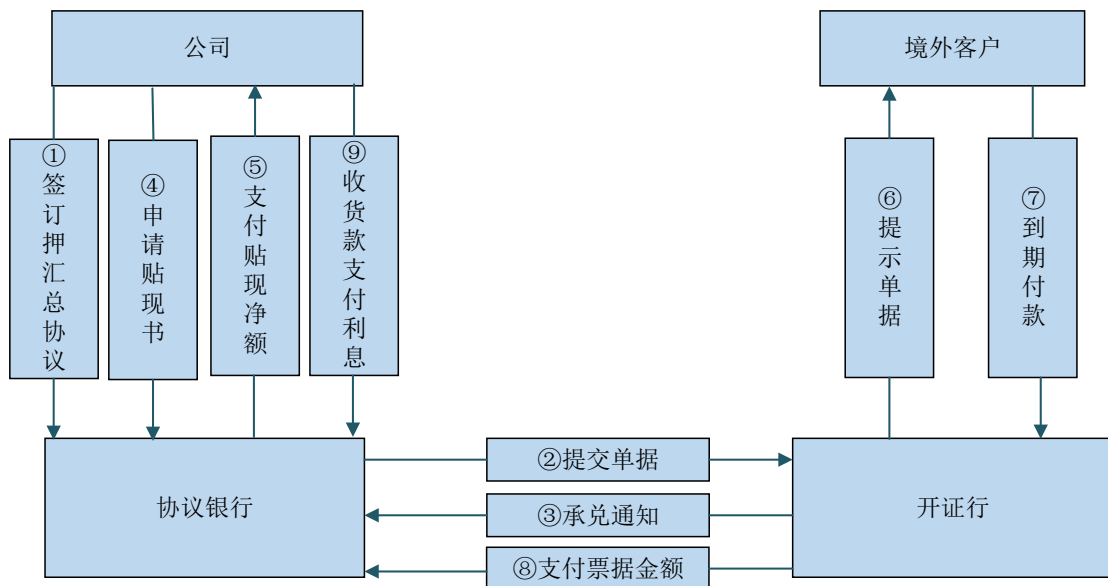 公司
境外客户
①签订押汇总协议
④申请贴现书
⑤支付贴现净额
⑨收货款支付利息
⑥提示单据
⑦到期付款
协议银行
②提交单据
③承兑通知
⑧支付票据金额
开证行